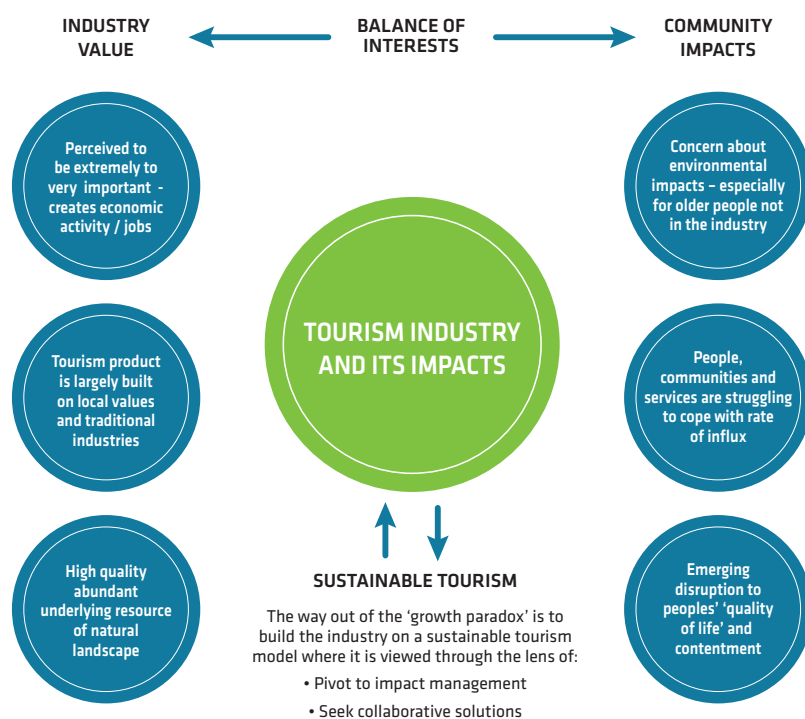 INDUSTRY
VALUE
BALANCE OF
INTERESTS
COMMUNITY
IMPACTS
Perceived to
be extremely to
very important -
creates economic
activity / jobs
Tourism product
is largely built
on local values
and traditional
industries
High quality
abundant
underlying resource
of natural
landscape
TOURISM INDUSTRY
AND ITS IMPACTS
SUSTAINABLE TOURISM
The way out of the ‘growth paradox’ is to
build the industry on a sustainable tourism
model where it is viewed through the lens of:
• Pivot to impact management
• Seek collaborative solutions
Concern about
environmental
impacts – especially
for older people not
in the industry
People,
communities and
services are struggling
to cope with rate
of influx
Emerging
disruption to
peoples’ ‘quality
of life’ and
contentment